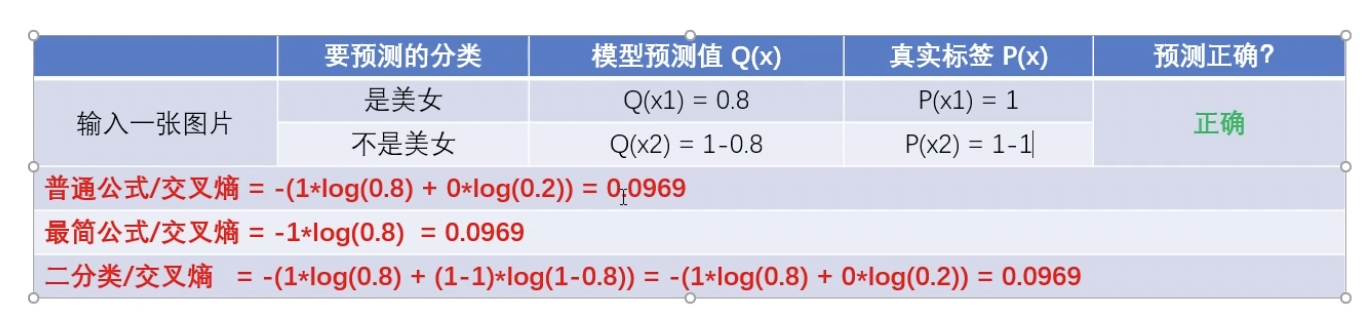 要预测的分类 模型预测值 Q(x) 真实标签 P(x) 预测正确?
输入一张图片 是美女 Q(x1) = 0.8 P(x1) = 1 正确
不是美女 Q(x2) = 1-0.8 P(x2) = 1-1
普通公式/交叉熵 = -(1*log(0.8) + 0*log(0.2)) = 0.0969
最简公式/交叉熵 = -1*log(0.8) = 0.0969
二分类/交叉熵 = -(1*log(0.8) + (1-1)*log(1-0.8)) = -(1*log(0.8) + 0*log(0.2)) = 0.0969